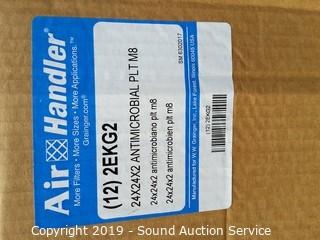 Air Handler
More Filters • More Sizes • More Applications.™
Grainger.com®
(12) 2EKG2
24X24X2 ANTIMICROBIAL PLT M8
24x24x2 antimicrobiano plt m8
24x24x2 antimicrobien plt m8
SM 6302017
(12) 2EKG2
Manufactured for W.W. Grainger, Inc., Lake Forest, Illinois 60045 USA
Copyright 2019 - Sound Auction Service